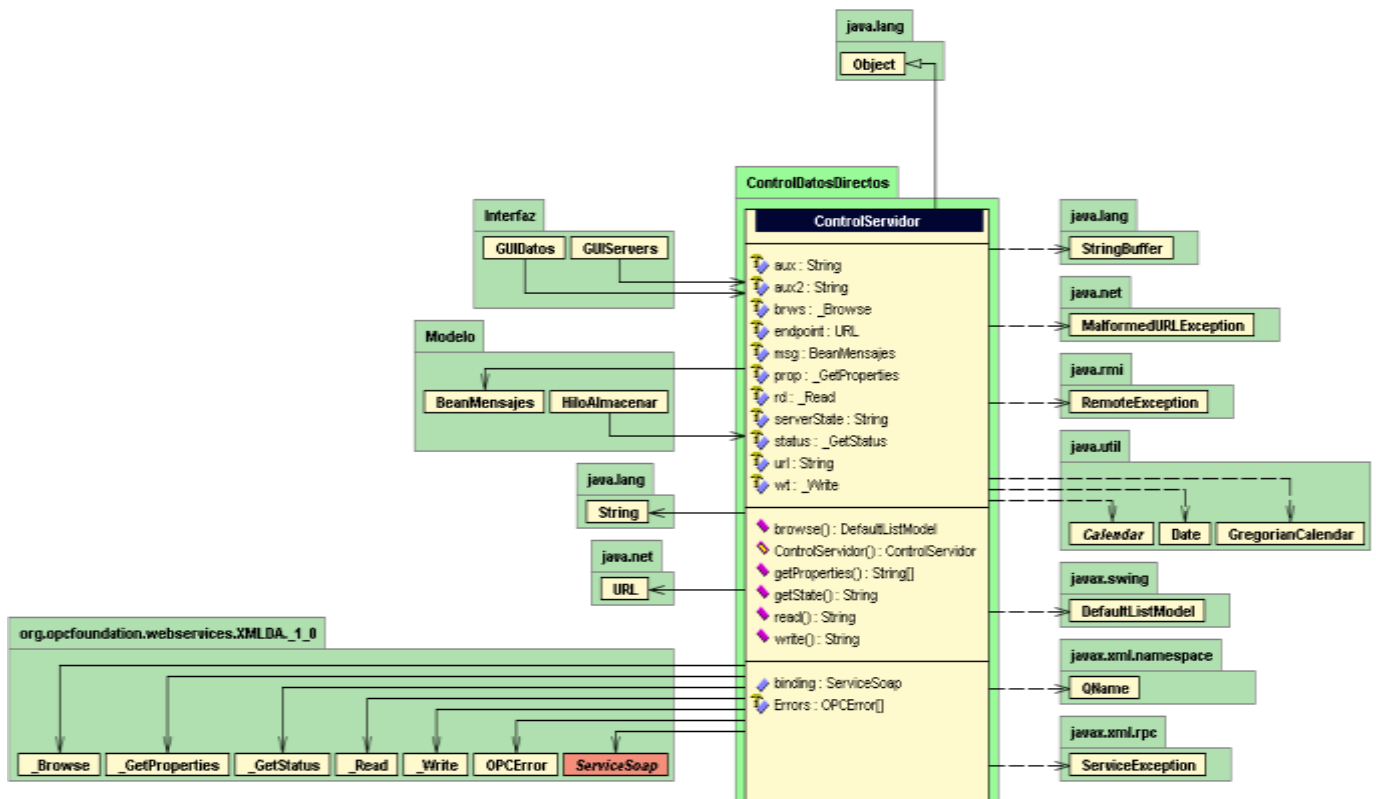 java.lang
Object
ControlDatosDirectos
ControlServidor
Interfaz
GUIDatos GUIServers
Modelo
BeanMensajes HiloAlmacenar
java.lang
String
java.net
URL
org.opcfoundation.webservices.XMLDA._1_0
_Browse _GetProperties _GetStatus _Read _Write OPCError ServiceSoap
aux : String
aux2 : String
brws : _Browse
endpoint : URL
msg : BeanMensajes
prop : _GetProperties
rd : _Read
serverState : String
status : _GetStatus
url : String
wt : _Write
browse() : DefaultListModel
ControlServidor() : ControlServidor
getProperties() : String[]
getState() : String
read() : String
write() : String
binding : ServiceSoap
Errors : OPCError[]
java.lang
StringBuffer
java.net
MalformedURLException
java.rmi
RemoteException
java.util
Calendar Date GregorianCalendar
javax.swing
DefaultListModel
javax.xml.namespace
QName
javax.xml.rpc
ServiceException